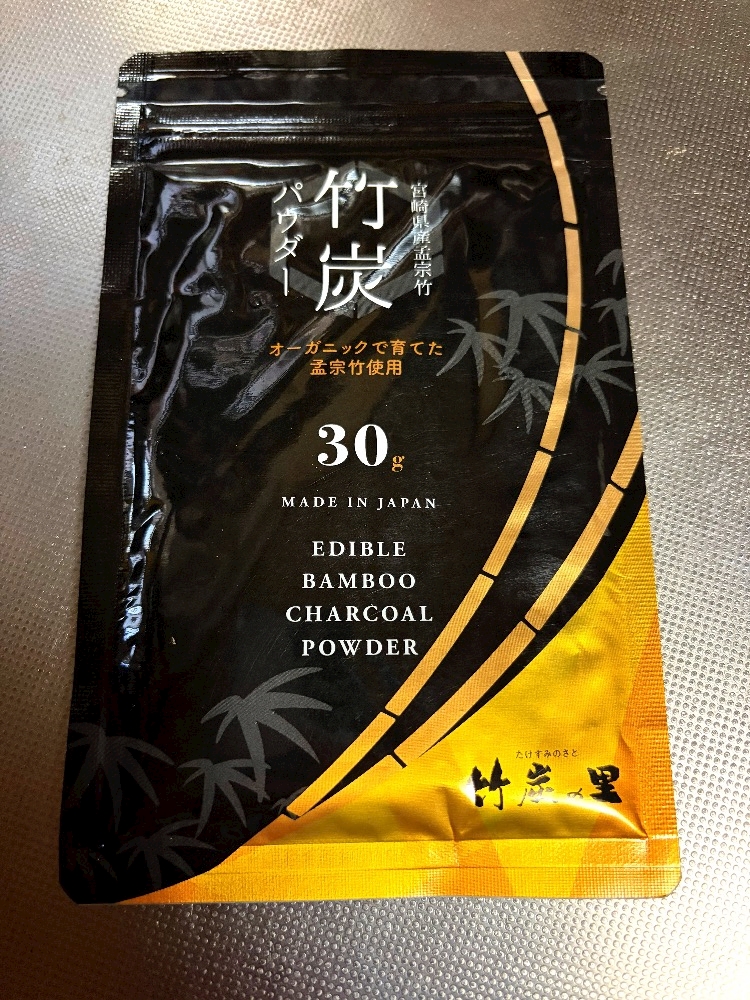 宮崎県産孟宗竹
竹炭
パウダー
オーガニックで育てた
孟宗竹使用
30g
MADE IN JAPAN
EDIBLE
BAMBOO
CHARCOAL
POWDER
たけすみのさと
竹炭の里